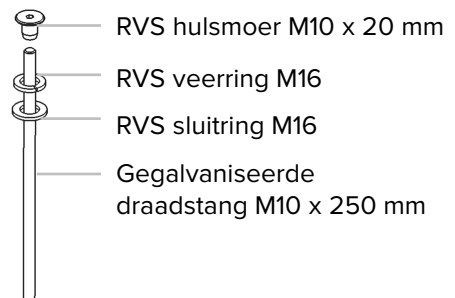 RVS hulsmoer M10 x 20 mm
RVS veerring M16
RVS sluitring M16
Gegalvaniseerde
draadstang M10 x 250 mm